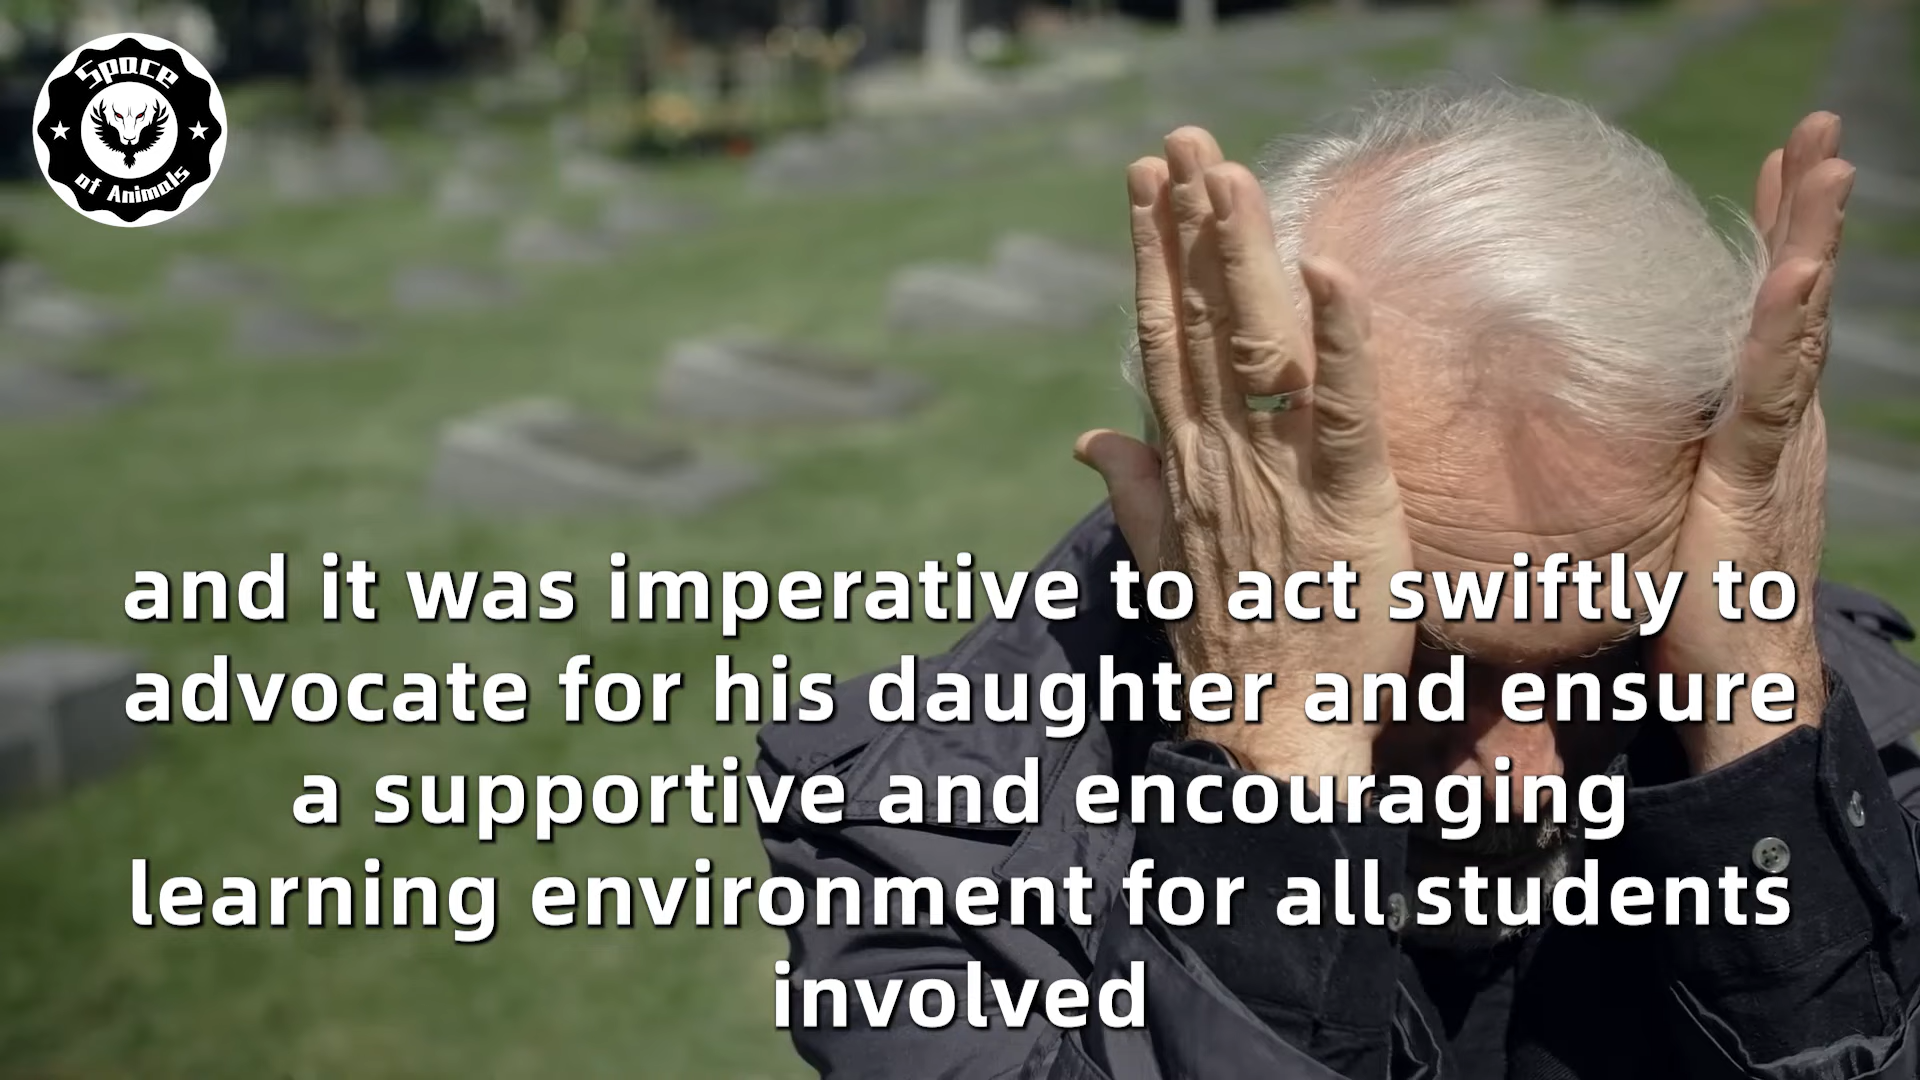 Space
of Animals
and it was imperative to act swiftly to
advocate for his daughter and ensure
a supportive and encouraging
learning environment for all students
involved